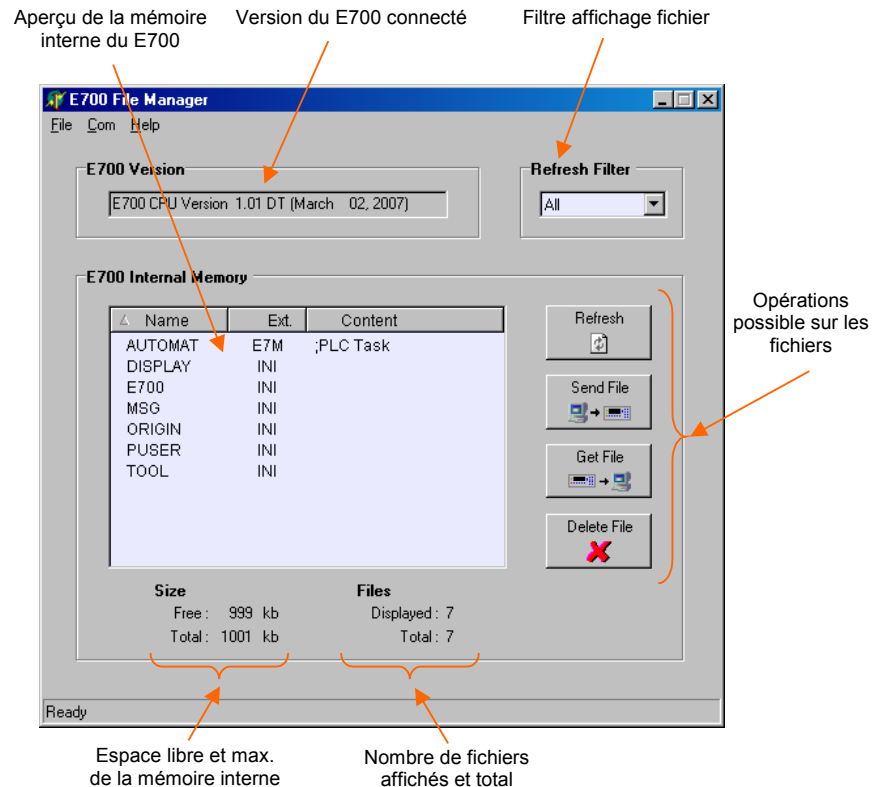 Aperçu de la mémoire
interne du E700
Version du E700 connecté
Filtre affichage fichier
E700 File Manager
File Com Help
E700 Version
E700 CPU Version 1.01 DT (March 02, 2007)
Refresh Filter
All
E700 Internal Memory
Name Ext. Content
AUTOMAT E7M ;PLC Task
DISPLAY INI
E700 INI
MSG INI
ORIGIN INI
PUSER INI
TOOL INI
Refresh
Send File
Get File
Delete File
Opérations
possible sur les
fichiers
Size
Free : 999 kb
Total : 1001 kb
Files
Displayed : 7
Total : 7
Ready
Espace libre et max.
de la mémoire interne
Nombre de fichiers
affichés et total